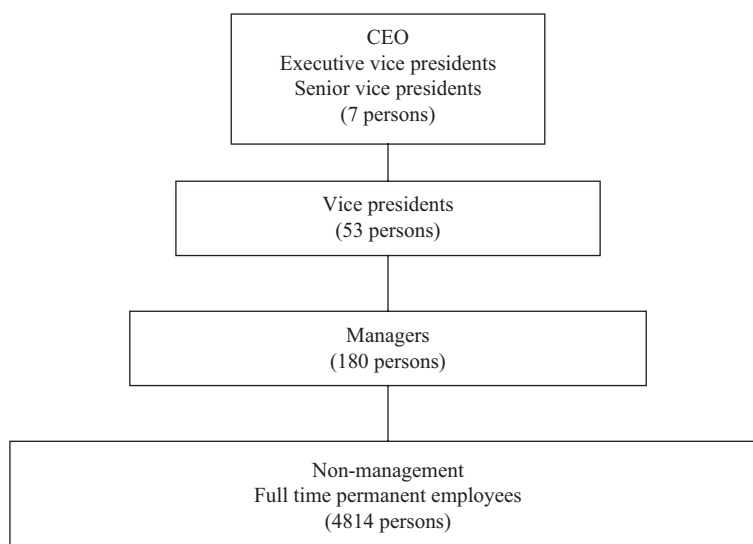 CEO
Executive vice presidents
Senior vice presidents
(7 persons)
Vice presidents
(53 persons)
Managers
(180 persons)
Non-management
Full time permanent employees
(4814 persons)